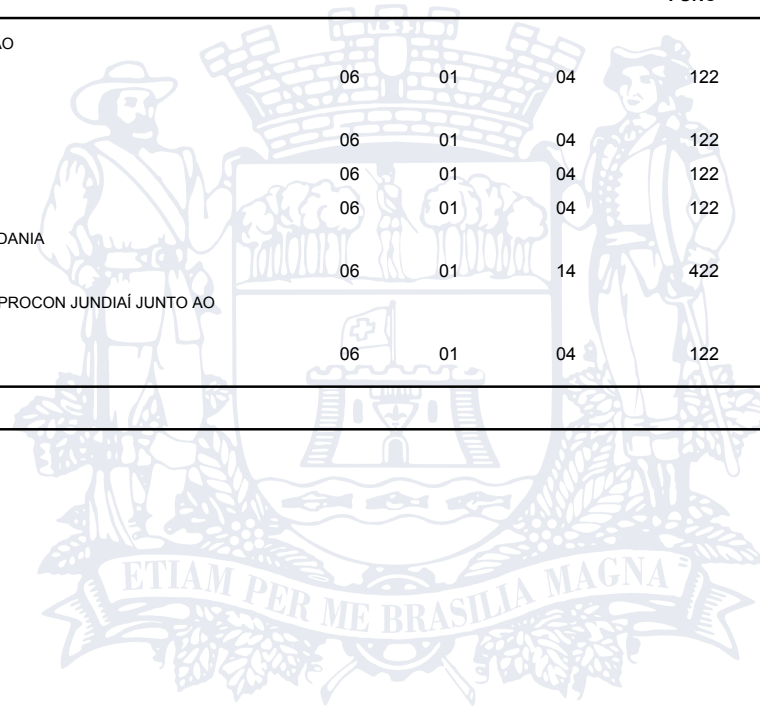 AO
06 01 04 122
06 01 04 122
06 01 04 122
06 01 04 122
DANIA
06 01 14 422
PROCON JUNDIAÍ JUNTO AO
06 01 04 122
ETIAM PER ME BRASILIA MAGNA